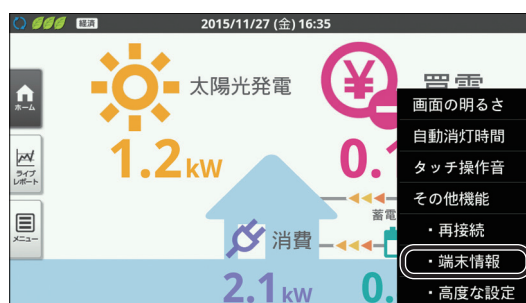 経済 2015/11/27 (金) 16:35
ホーム
ライブ
レポート
メニュー
太陽光発電
1.2 kW
¥
買電
0.
蓄電
消費
2.1 kW
0.
画面の明るさ
自動消灯時間
タッチ操作音
その他機能
・再接続
・端末情報
・高度な設定